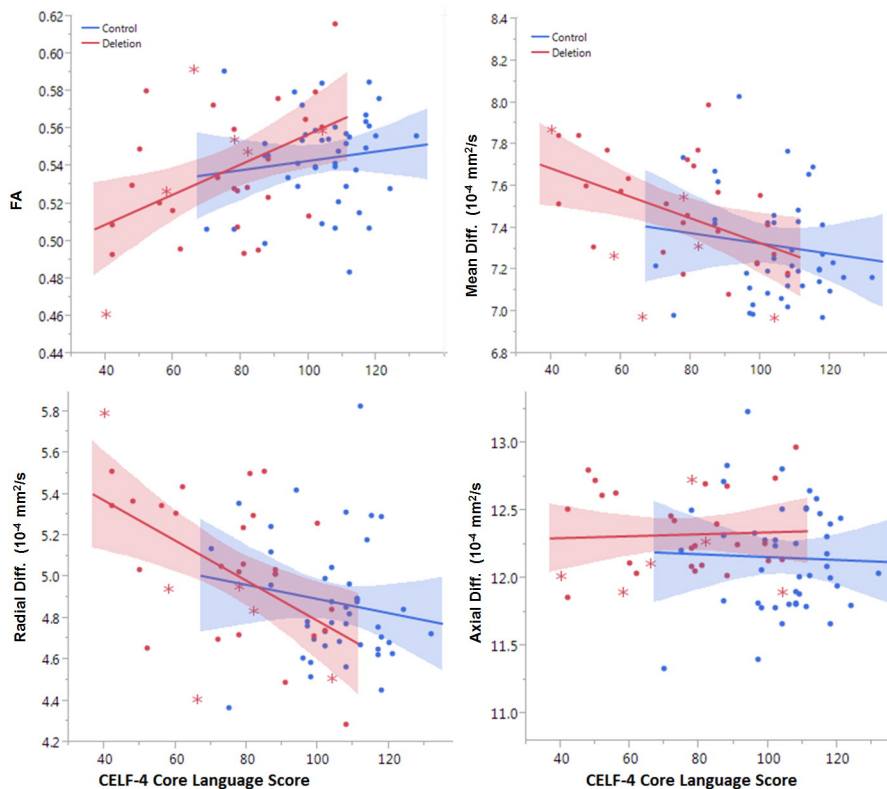 0.62
0.60
0.58
0.56
0.54
0.52
0.50
0.48
0.46
0.44
FA
Control
Deletion
40 60 80 100 120
8.4
8.2
8.0
7.8
7.6
7.4
7.2
7.0
6.8
Mean Diff. (10⁻⁴ mm²/s)
Control
Deletion
40 60 80 100 120
5.8
5.6
5.4
5.2
5.0
4.8
4.6
4.4
4.2
Radial Diff. (10⁻⁴ mm²/s)
40 60 80 100 120
CELF-4 Core Language Score
13.0
12.5
12.0
11.5
11.0
Axial Diff. (10⁻⁴ mm²/s)
40 60 80 100 120
CELF-4 Core Language Score